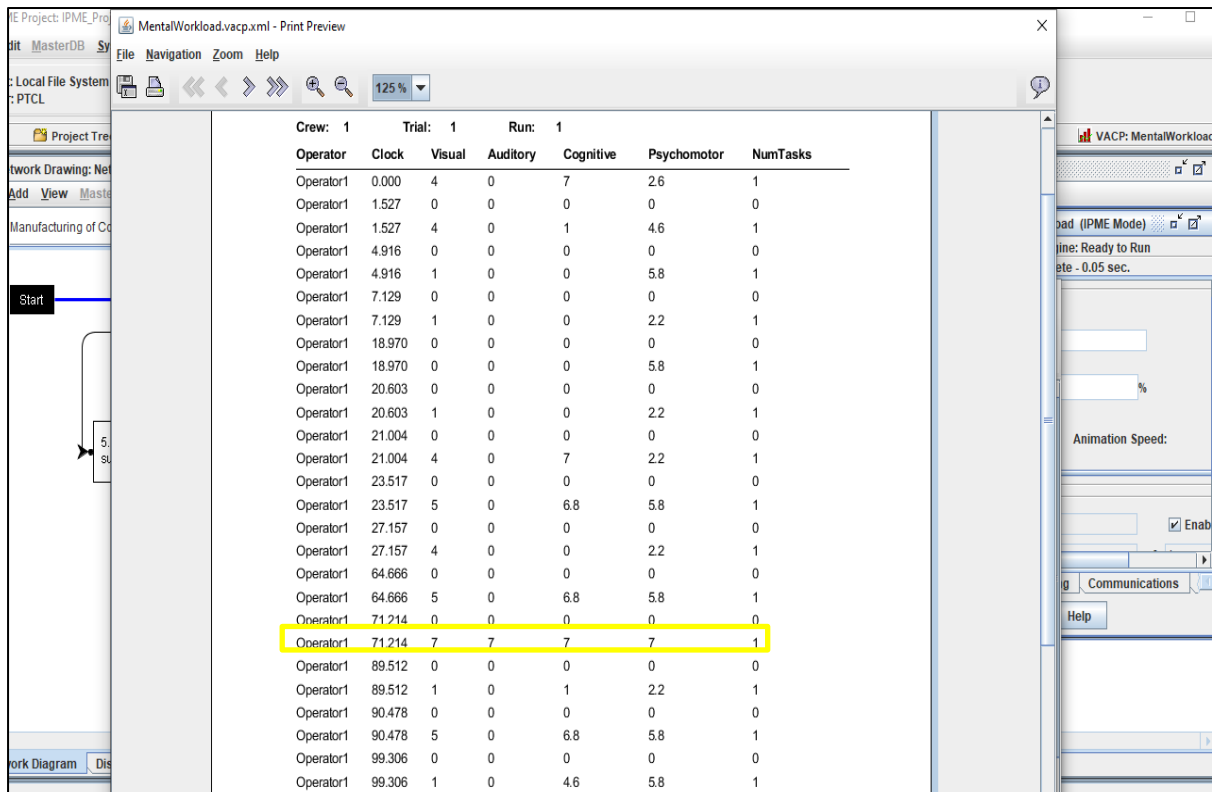 ME Project: IPME_Proj
MentalWorkload.vacp.xml - Print Preview
dit MasterDB Sy
File Navigation Zoom Help
: Local File System
: PTCL
125 %
Project Tree
VACP: MentalWorkload
twork Drawing: Net
Add View Maste
Manufacturing of Co
Start
5.
su
Crew: 1 Trial: 1 Run: 1
Operator Clock Visual Auditory Cognitive Psychomotor NumTasks
Operator1 0.000 4 0 7 2.6 1
Operator1 1.527 0 0 0 0 0
Operator1 1.527 4 0 1 4.6 1
Operator1 4.916 0 0 0 0 0
Operator1 4.916 1 0 0 5.8 1
Operator1 7.129 0 0 0 0 0
Operator1 7.129 1 0 0 2.2 1
Operator1 18.970 0 0 0 0 0
Operator1 18.970 0 0 0 5.8 1
Operator1 20.603 0 0 0 0 0
Operator1 20.603 1 0 0 2.2 1
Operator1 21.004 0 0 0 0 0
Operator1 21.004 4 0 7 2.2 1
Operator1 23.517 0 0 0 0 0
Operator1 23.517 5 0 6.8 5.8 1
Operator1 27.157 0 0 0 0 0
Operator1 27.157 4 0 0 2.2 1
Operator1 64.666 0 0 0 0 0
Operator1 64.666 5 0 6.8 5.8 1
Operator1 71.214 0 0 0 0 0
Operator1 71.214 7 7 7 7 1
Operator1 89.512 0 0 0 0 0
Operator1 89.512 1 0 1 2.2 1
Operator1 90.478 0 0 0 0 0
Operator1 90.478 5 0 6.8 5.8 1
Operator1 99.306 0 0 0 0 0
Operator1 99.306 1 0 4.6 5.8 1
oad (IPME Mode)
gine: Ready to Run
ete - 0.05 sec.
%
Animation Speed:
Enab
g Communications
Help
work Diagram Dis